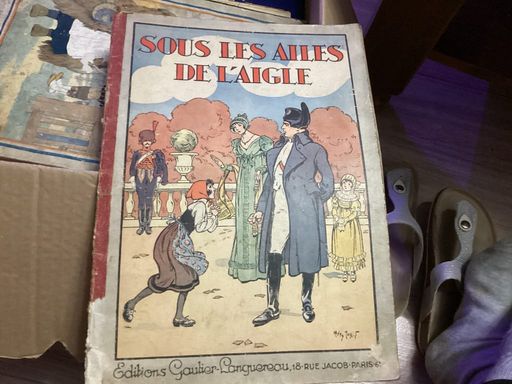 SOUS LES AILES
DE L'AIGLE
Editions Gautier-Languereau, 18·RUE JACOB·PARIS·6e